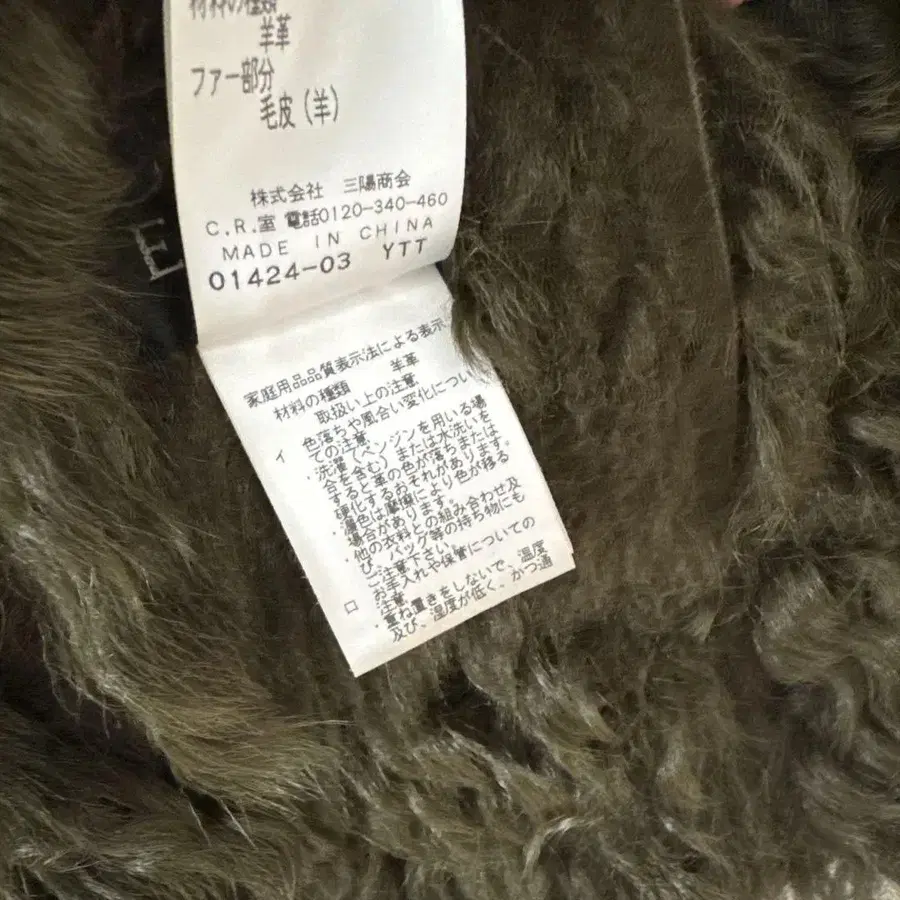 材料の種類
羊革
ファー部分
毛皮(羊)
株式会社 三陽商会
C.R.室 電話0120-340-460
MADE IN CHINA
01424-03 YTT
家庭用品品質表示法による表示
材料の種類 羊革
取扱い上の注意
イ 色落ちや風合い変化につい
ての注意
・洗濯(ベンジンを用いる場
合を含む)または水洗いを
すると革の色が落ちまたは
硬化するおそれがあります。
・濃色は摩擦により色が移る
場合があります。
他の衣料との組み合わせ及
び、バッグ等の持ち物にも
ご注意下さい。
ロ お手入れや保管についての
注意
・重ね置きをしないで、温度
及び、湿度が低く、かつ通